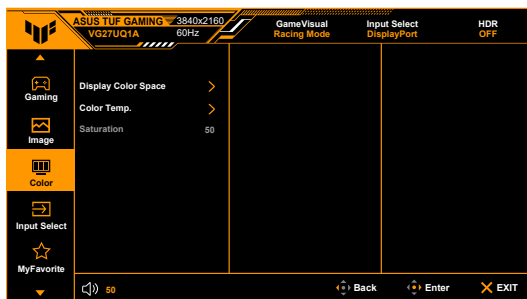 ASUS TUF GAMING 3840x2160
VG27UQ1A 60Hz
GameVisual
Racing Mode
Input Select
DisplayPort
HDR
OFF
Gaming
Image
Color
Input Select
MyFavorite
Display Color Space
Color Temp.
Saturation 50
50
Back
Enter
EXIT